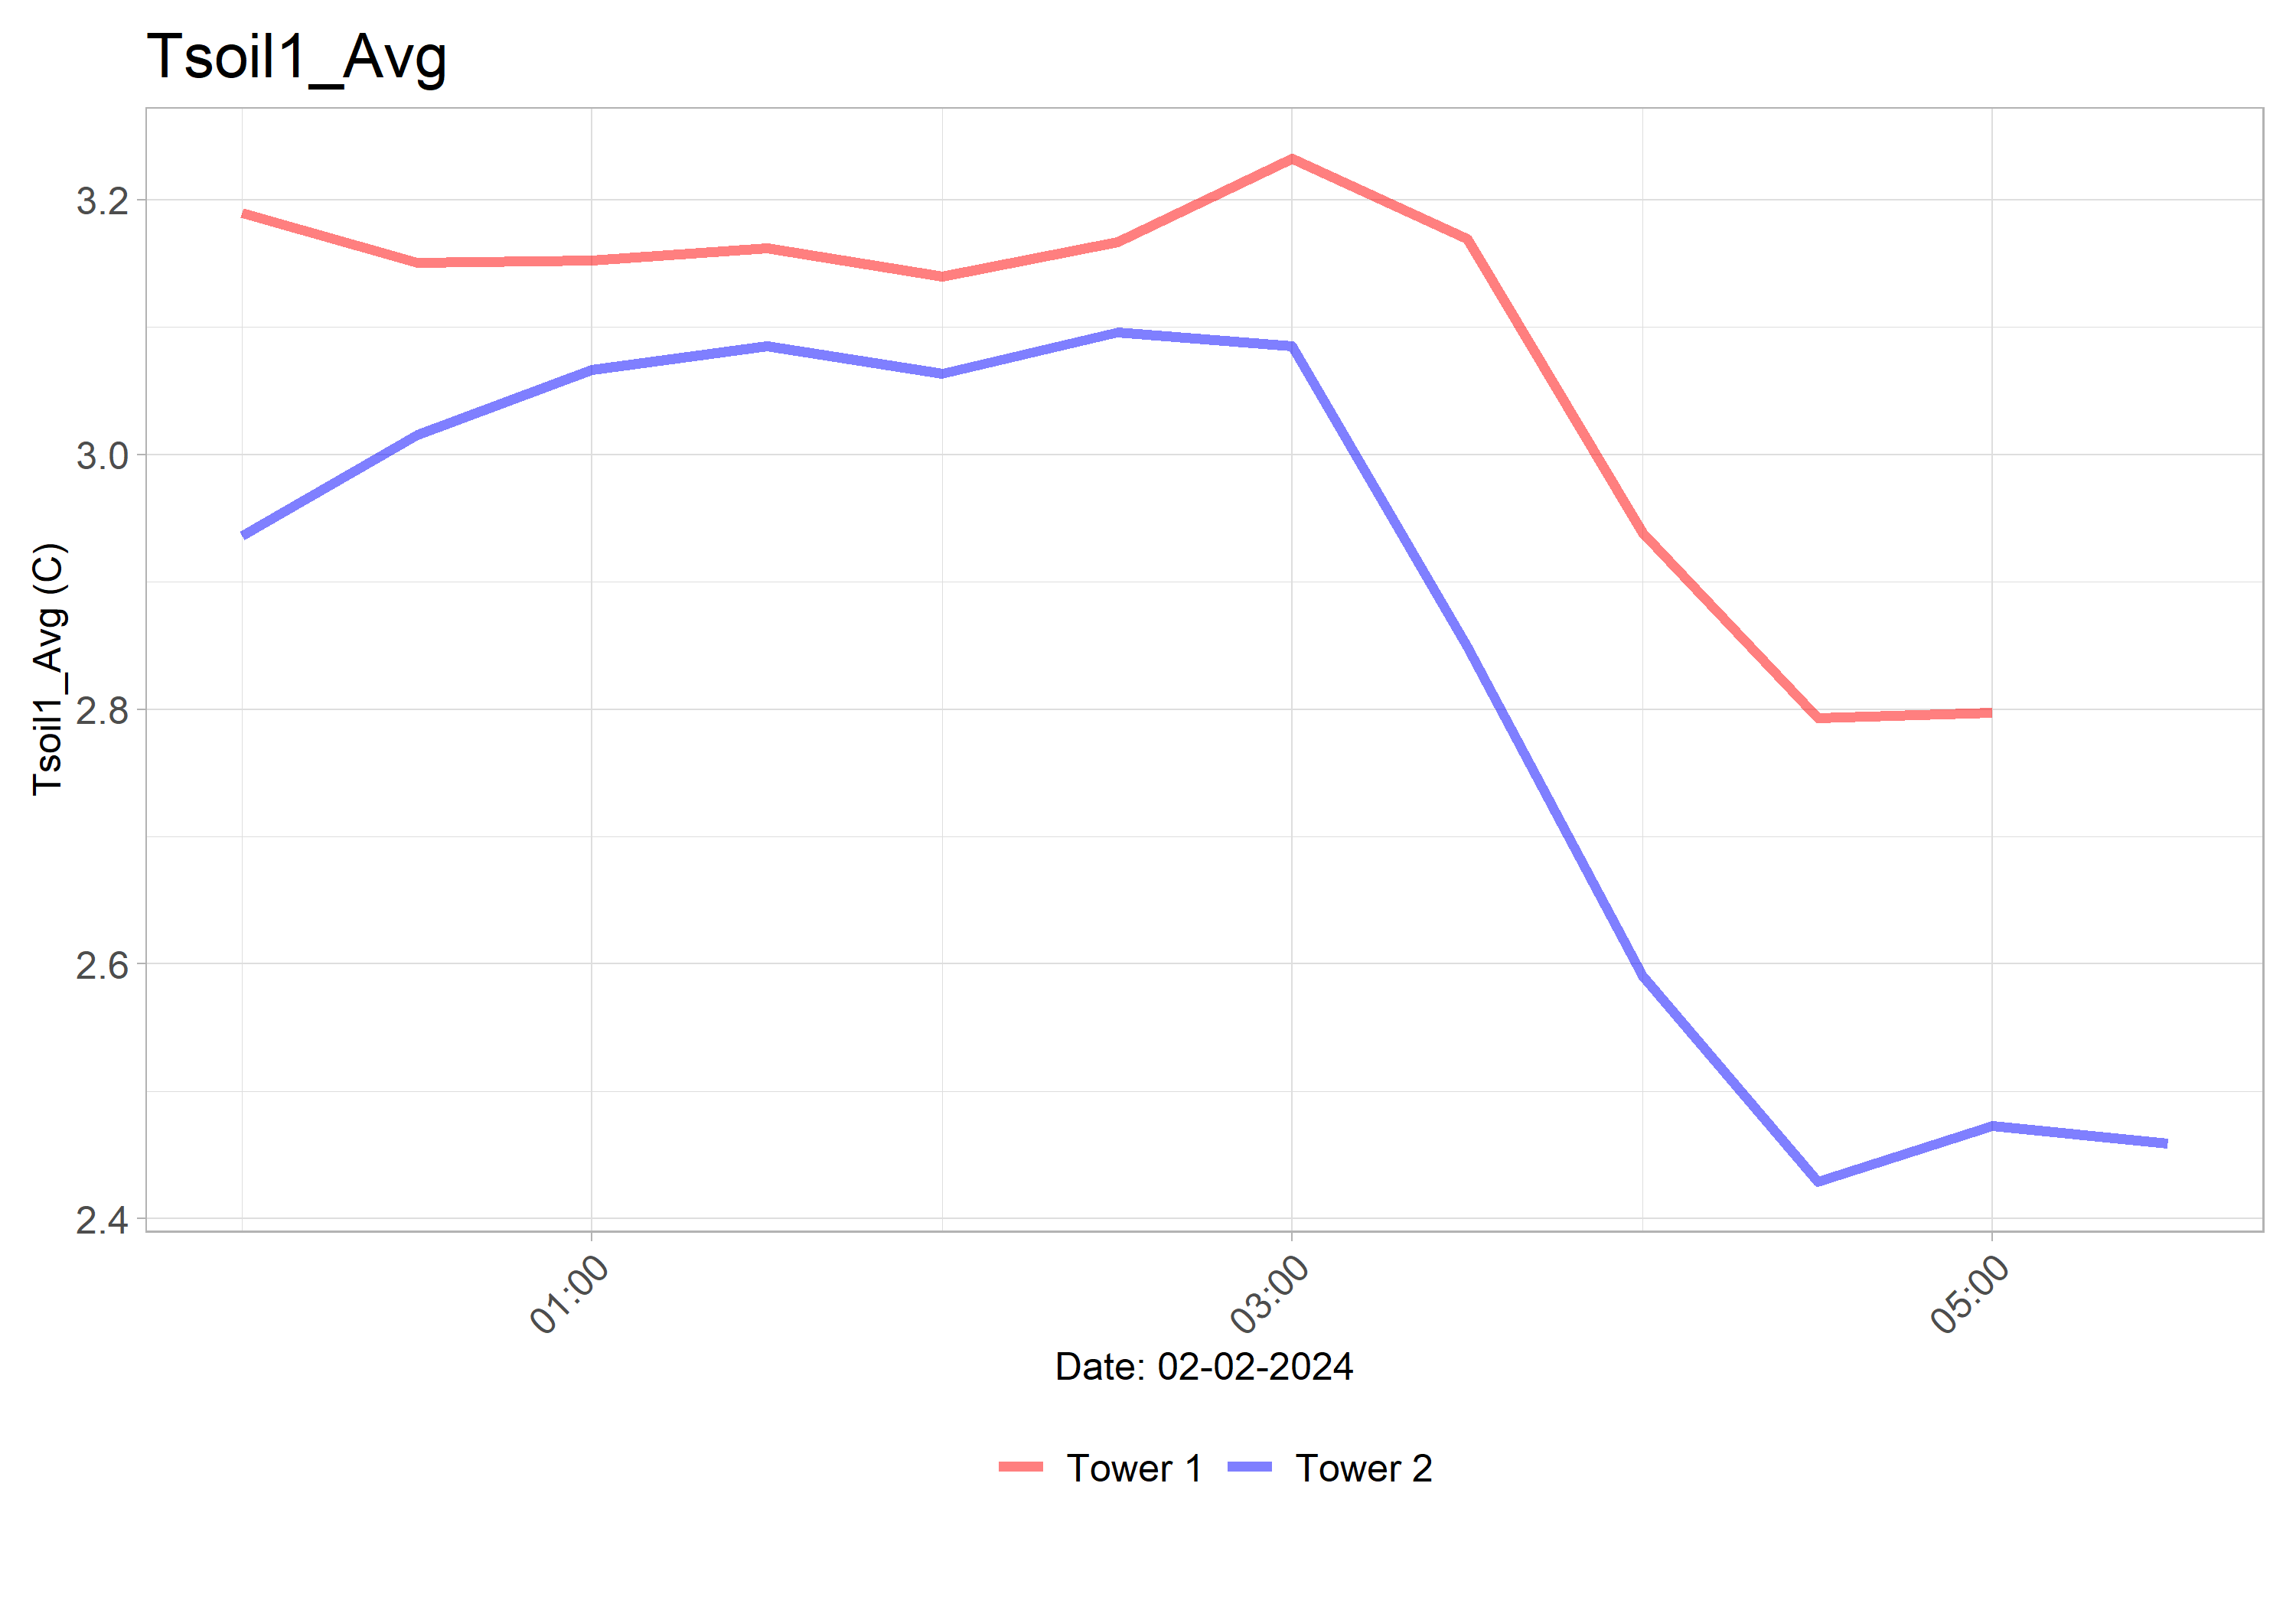 Tsoil1_Avg
Tsoil1_Avg (C)
3.2
3.0
2.8
2.6
2.4
01:00
03:00
05:00
Date: 02-02-2024
Tower 1
Tower 2